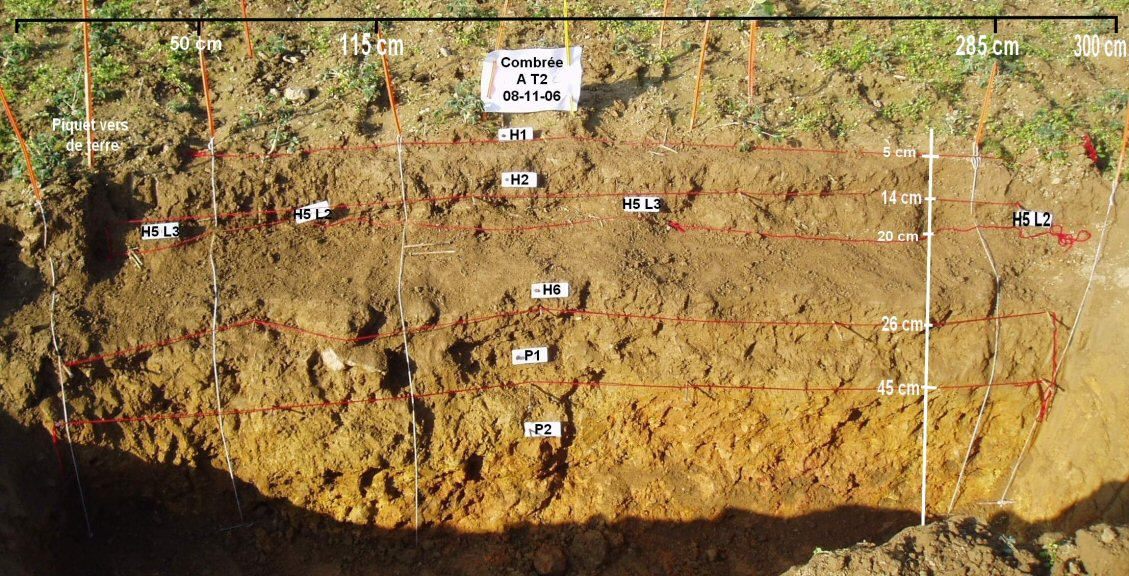 50 cm
115 cm
285 cm
300 cm
Combrée
A T2
08-11-06
Piquet vers
de terre
H1
5 cm
H2
14 cm
H5 L3
H5 L2
H5 L3
H5 L2
20 cm
H6
26 cm
P1
45 cm
P2